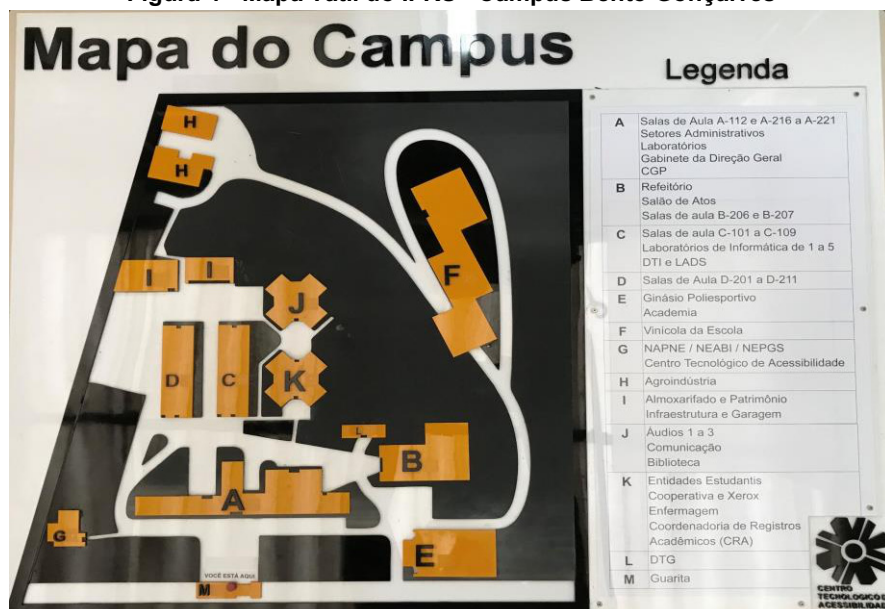 Mapa do Campus
Legenda
A Salas de Aula A-112 e A-216 a A-221
Setores Administrativos
Laboratórios
Gabinete da Direção Geral
CGP
B Refeitório
Salão de Atos
Salas de aula B-206 e B-207
C Salas de aula C-101 a C-109
Laboratórios de Informática de 1 a 5
DTI e LADS
D Salas de Aula D-201 a D-211
E Ginásio Poliesportivo
Academia
F Vinícola da Escola
G NAPNE / NEABI / NEPGS
Centro Tecnológico de Acessibilidade
H Agroindústria
I Almoxarifado e Patrimônio
Infraestrutura e Garagem
J Áudios 1 a 3
Comunicação
Biblioteca
K Entidades Estudantis
Cooperativa e Xerox
Enfermagem
Coordenadoria de Registros
Acadêmicos (CRA)
L DTG
M Guarita
H
H
I
I
F
J
D
C
K
L
B
A
G
E
VOCÊ ESTÁ AQUI
M
CENTRO
TECNOLOGICO D
ACESSIBILIDAD